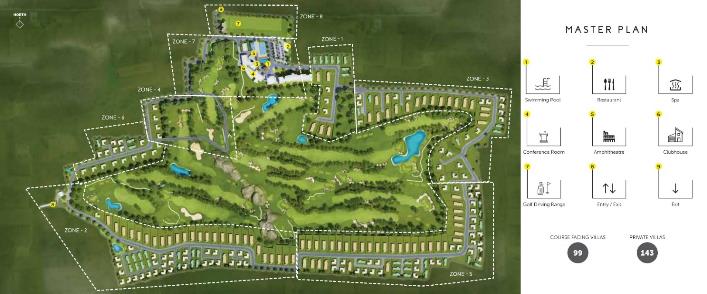 NORTH
ZONE - 8
7
ZONE - 7
ZONE - 1
ZONE - 4
ZONE - 3
ZONE - 6
ZONE - 2
ZONE - 5
MASTER PLAN
1
2
3
Swimming Pool
Restaurant
Spa
4
5
6
Conference Room
Amphitheatre
Clubhouse
7
8
9
Golf Driving Range
Entry / Exit
Exit
COURSE FACING VILLAS
PRIVATE VILLAS
99
143